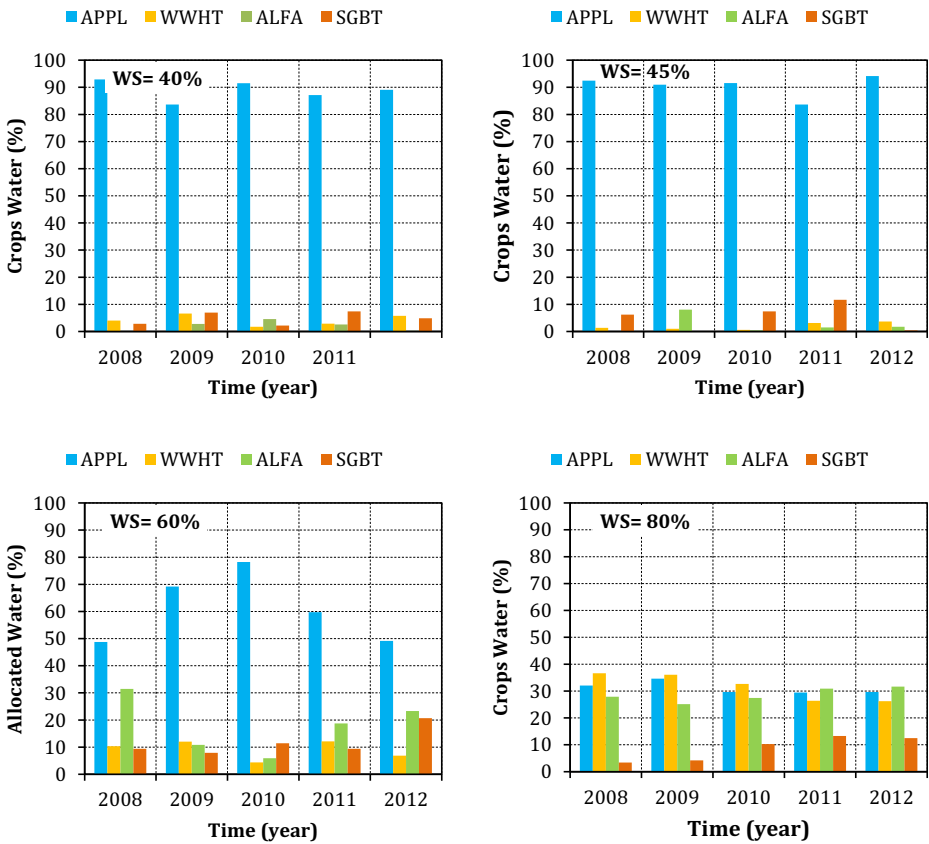 APPL WWHT ALFA SGBT
WS= 40%
100
90
80
70
60
50
40
30
20
10
0
Crops Water (%)
2008 2009 2010 2011
Time (year)
APPL WWHT ALFA SGBT
WS= 45%
100
90
80
70
60
50
40
30
20
10
0
Crops Water (%)
2008 2009 2010 2011 2012
Time (year)
APPL WWHT ALFA SGBT
WS= 60%
100
90
80
70
60
50
40
30
20
10
0
Allocated Water (%)
2008 2009 2010 2011 2012
Time (year)
APPL WWHT ALFA SGBT
WS= 80%
100
90
80
70
60
50
40
30
20
10
0
Crops Water (%)
2008 2009 2010 2011 2012
Time (year)